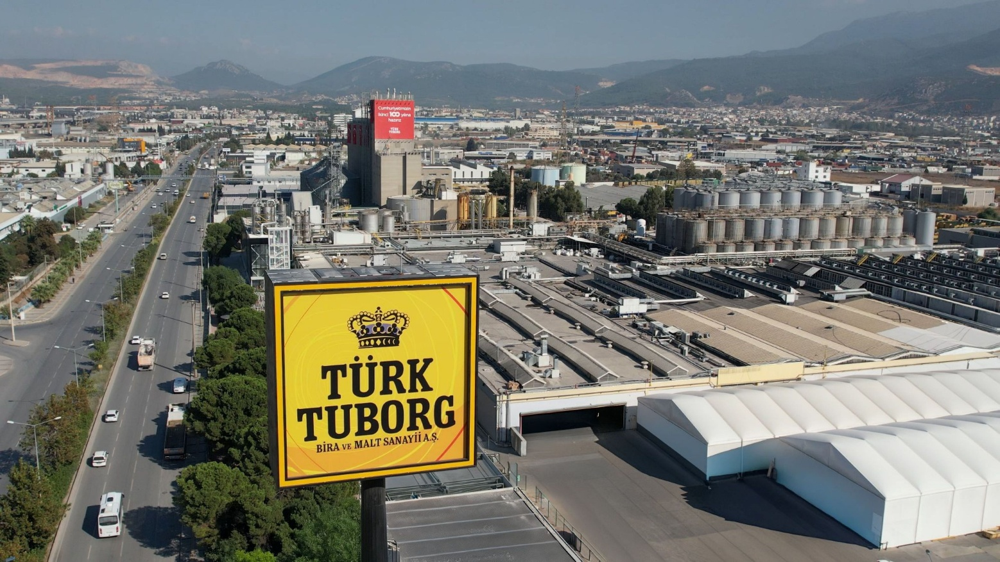 Cumhuriyetimizin
ikinci 100 yılına
hazırız
TÜRK
TUBORG
TÜRK
TUBORG
BİRA VE MALT SANAYİİ A.Ş.